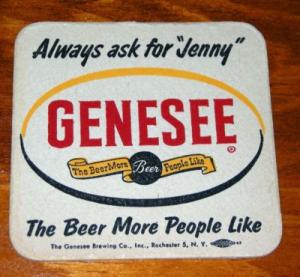 Always ask for "Jenny"
GENESEE
®
The Beer More Beer People Like
The Beer More People Like
The Genesee Brewing Co., Inc., Rochester 5, N. Y.